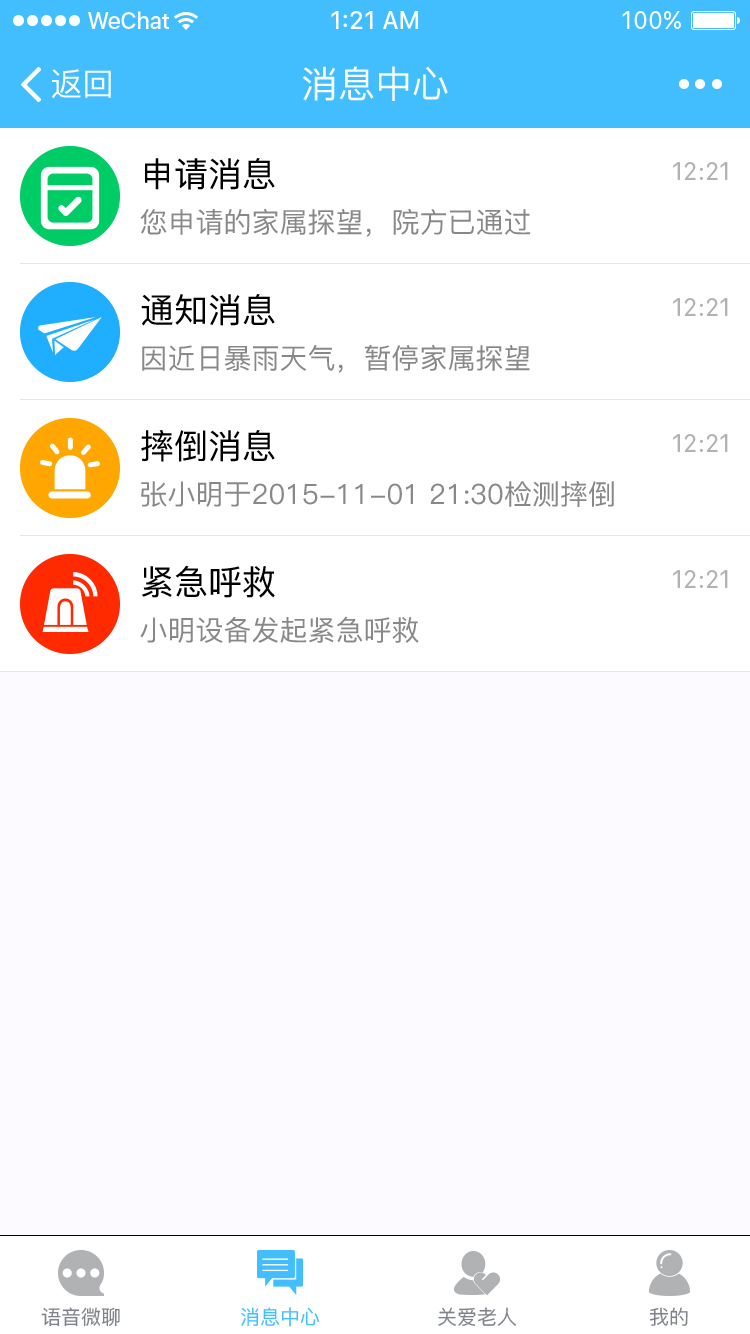 WeChat 1:21 AM 100%
返回 消息中心
申请消息 12:21
您申请的家属探望，院方已通过
通知消息 12:21
因近日暴雨天气，暂停家属探望
摔倒消息 12:21
张小明于2015-11-01 21:30检测摔倒
紧急呼救 12:21
小明设备发起紧急呼救
语音微聊 消息中心 关爱老人 我的